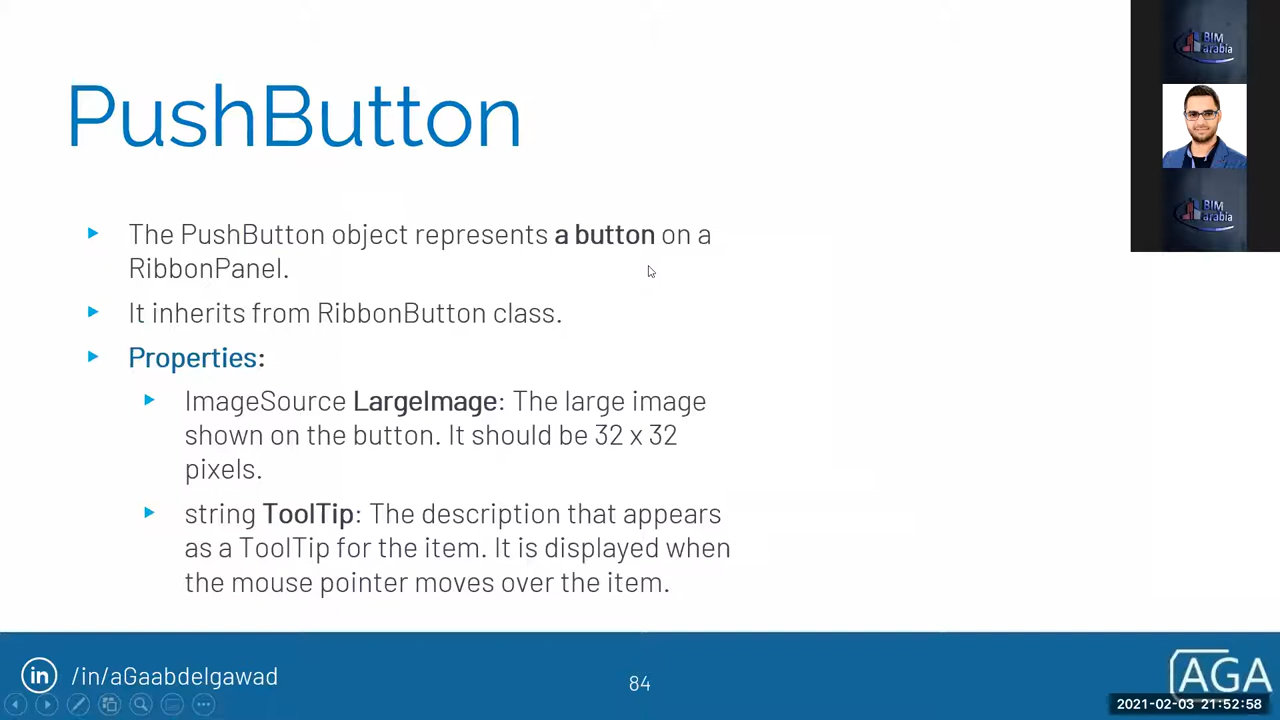 PushButton
The PushButton object represents a button on a
RibbonPanel.
It inherits from RibbonButton class.
Properties:
ImageSource LargeImage: The large image
shown on the button. It should be 32 x 32
pixels.
string ToolTip: The description that appears
as a ToolTip for the item. It is displayed when
the mouse pointer moves over the item.
BIM
arabia
BIM
arabia
in /in/aGaabdelgawad
84
AGA
2021-02-03 21:52:58